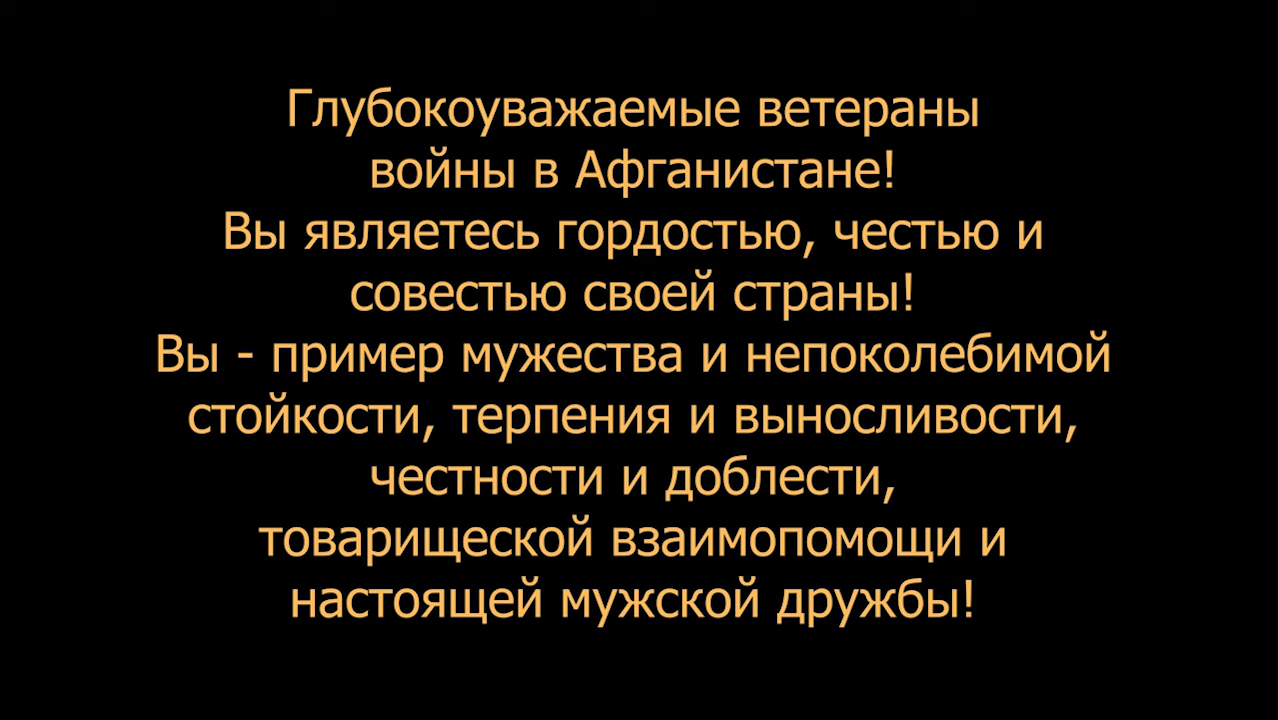 Глубокоуважаемые ветераны
войны в Афганистане!
Вы являетесь гордостью, честью и
совестью своей страны!
Вы - пример мужества и непоколебимой
стойкости, терпения и выносливости,
честности и доблести,
товарищеской взаимопомощи и
настоящей мужской дружбы!